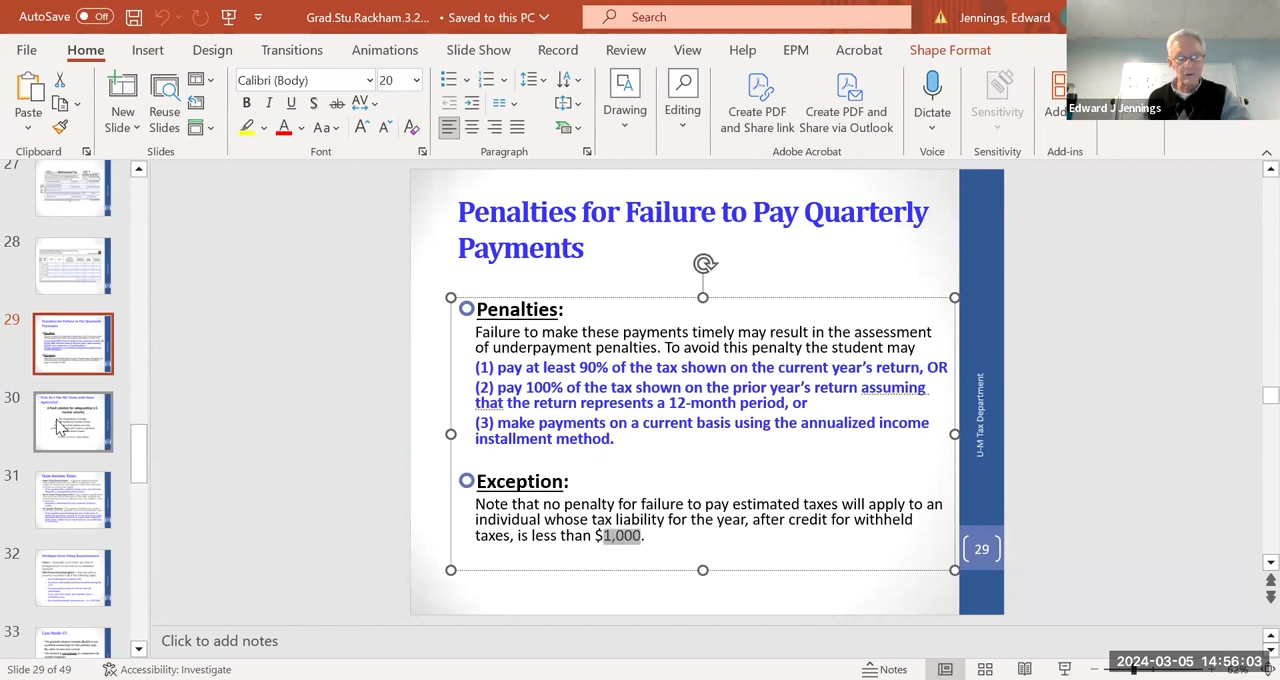 AutoSave Off Grad.Stu.Rackham.3.2... • Saved to this PC Search Jennings, Edward
File Home Insert Design Transitions Animations Slide Show Record Review View Help EPM Acrobat Shape Format
Calibri (Body) 20
Paste New Slide Reuse Slides Drawing Editing Create PDF and Share link Create PDF and Share via Outlook Dictate Sensitivity
Edward J Jennings
Clipboard Slides Font Paragraph Adobe Acrobat Voice Sensitivity Add-ins
27
28
29
30
31
32
33
Penalties for Failure to Pay Quarterly
Payments
Penalties:
Failure to make these payments timely may result in the assessment
of underpayment penalties. To avoid this penalty the student may
(1) pay at least 90% of the tax shown on the current year's return, OR
(2) pay 100% of the tax shown on the prior year's return assuming
that the return represents a 12-month period, or
(3) make payments on a current basis using the annualized income
installment method.
Exception:
Note that no penalty for failure to pay estimated taxes will apply to an
individual whose tax liability for the year, after credit for withheld
taxes, is less than $1,000.
U-M Tax Department
29
Click to add notes
Slide 29 of 49 Accessibility: Investigate Notes
2024-03-05 14:56:03